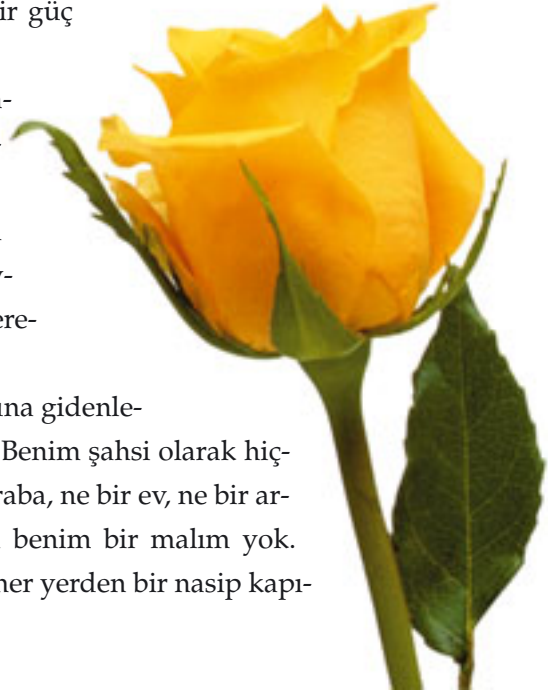 ir güç
ere-
una gidenle-
Benim şahsi olarak hiç-
raba, ne bir ev, ne bir ar-
benim bir malım yok.
her yerden bir nasip kapı-